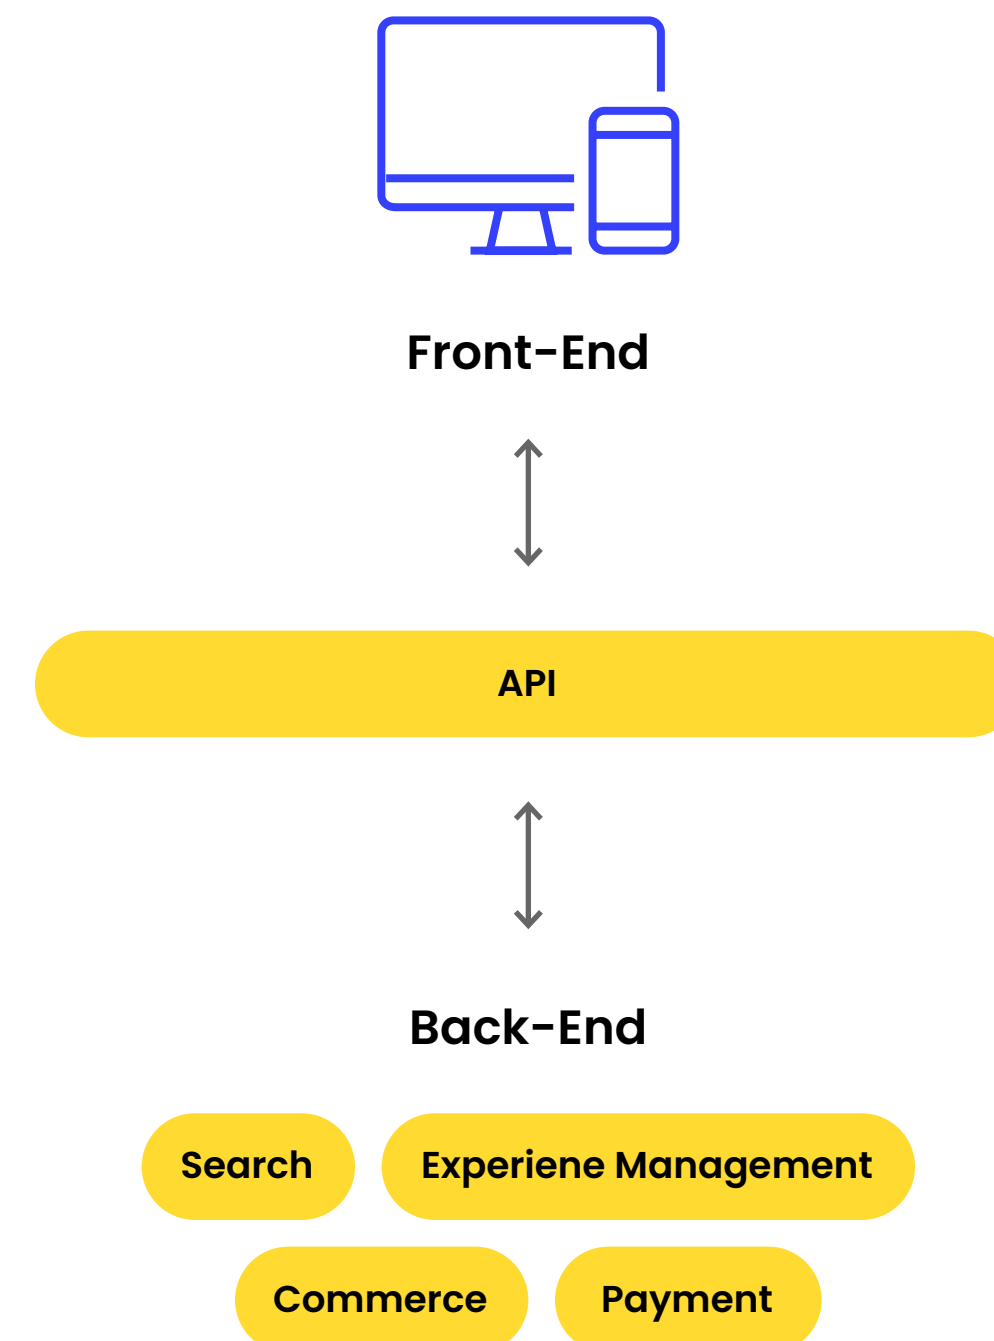 Front-End
API
Back-End
Search Experiene Management
Commerce Payment